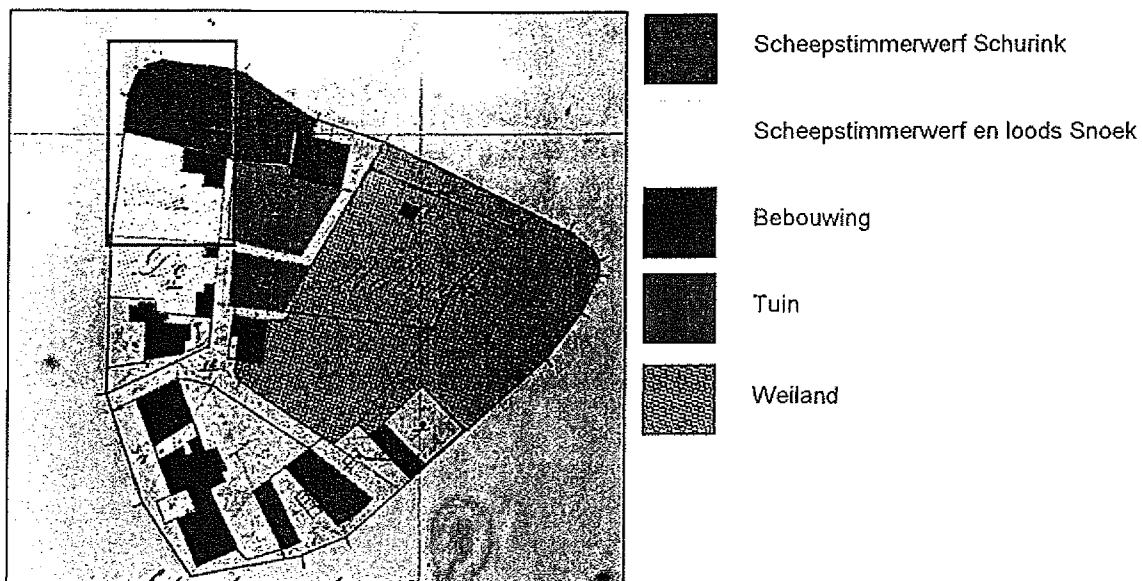 Scheepstimmerwerf Schurink
Scheepstimmerwerf en loods Snoek
Bebouwing
Tuin
Weiland